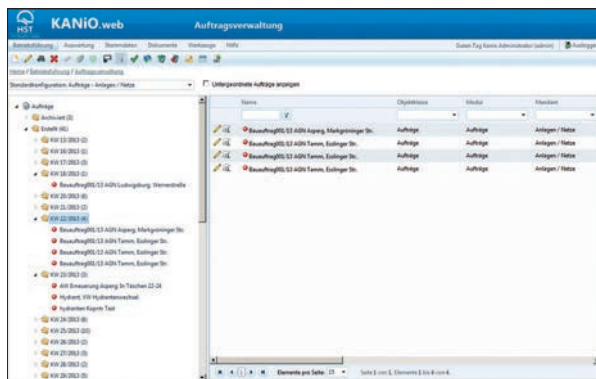 HST
KANiO.web
Auftragsverwaltung
Betriebsführung Auswertung Stammdaten Dokumente Werkzeuge Hilfe
Guten Tag Kanio Administrator (admin)
Home / Betriebsführung / Auftragsverwaltung
Standardkonfiguration: Aufträge - Anlagen / Netze
Untergeordnete Aufträge anzeigen
Aufträge
Archiviert (3)
Erstellt (41)
KW 13/2013 (2)
KW 16/2013 (1)
KW 17/2013 (3)
KW 18/2013 (1)
Bauauftrag001/13 AGN Ludwigsburg, Wernerstraße
KW 20/2013 (6)
KW 21/2013 (2)
KW 22/2013 (4)
Bauauftrag001/13 AGN Asperg, Markgröninger Str.
Bauauftrag001/13 AGN Tamm, Esslinger Str.
Bauauftrag001/13 AGN Tamm, Esslinger Str.
Bauauftrag001/13 AGN Tamm, Esslinger Str.
KW 23/2013 (3)
AW Erneuerung Asperg In Täschen 22-24
Hydrant, VW Hydrantenwechsel
hydranten Test
KW 24/2013 (6)
KW 25/2013 (10)
KW 26/2013 (2)
KW 27/2013 (3)
KW 28/2013 (2)
KW 29/2013 (5)
Name Objektklasse Modul Mandant
Bauauftrag001/13 AGN Asperg, Markgröninger Str. Aufträge Aufträge Anlagen / Netze
Bauauftrag001/13 AGN Tamm, Esslinger Str. Aufträge Aufträge Anlagen / Netze
Bauauftrag001/13 AGN Tamm, Esslinger Str. Aufträge Aufträge Anlagen / Netze
Bauauftrag001/13 AGN Tamm, Esslinger Str. Aufträge Aufträge Anlagen / Netze
1 Elemente pro Seite: 15 Seite 1 von 1, Elemente 1 bis 4 von 4.